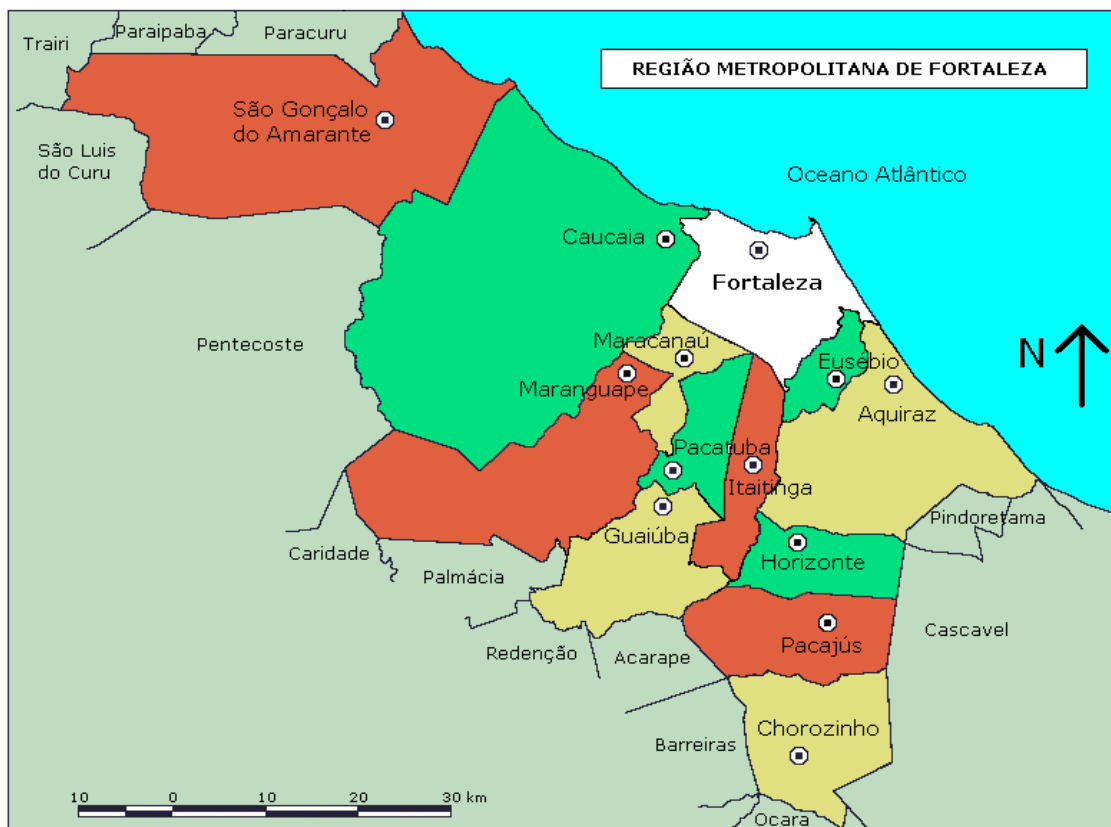 Paraipaba
Paracuru
Trairi
REGIÃO METROPOLITANA DE FORTALEZA
São Gonçalo
do Amarante
São Luis
do Curu
Oceano Atlântico
Caucaia
Fortaleza
Pentecoste
Maracanaú
N
Eusébio
Maranguape
Aquiraz
Pacatuba
Itaitinga
Pindoretama
Guaiúba
Caridade
Horizonte
Palmácia
Cascavel
Redenção
Acarape
Pacajús
Chorozinho
Barreiras
10 0 10 20 30 km
Ocara